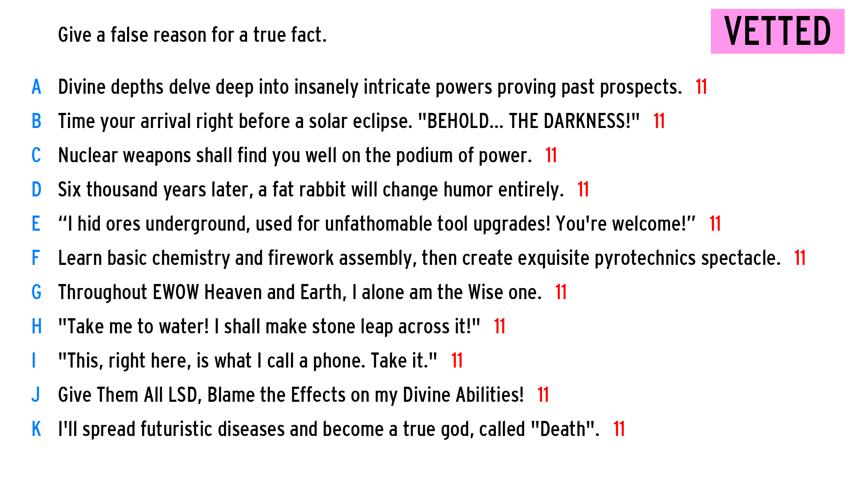 Give a false reason for a true fact.
VETTED
A Divine depths delve deep into insanely intricate powers proving past prospects. 11
B Time your arrival right before a solar eclipse. "BEHOLD... THE DARKNESS!" 11
C Nuclear weapons shall find you well on the podium of power. 11
D Six thousand years later, a fat rabbit will change humor entirely. 11
E “I hid ores underground, used for unfathomable tool upgrades! You're welcome!” 11
F Learn basic chemistry and firework assembly, then create exquisite pyrotechnics spectacle. 11
G Throughout EWOW Heaven and Earth, I alone am the Wise one. 11
H "Take me to water! I shall make stone leap across it!" 11
I "This, right here, is what I call a phone. Take it." 11
J Give Them All LSD, Blame the Effects on my Divine Abilities! 11
K I'll spread futuristic diseases and become a true god, called "Death". 11